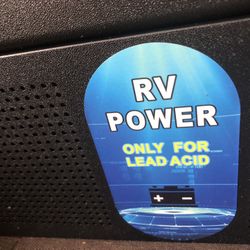 RV
POWER
ONLY FOR
LEAD ACID
+ −